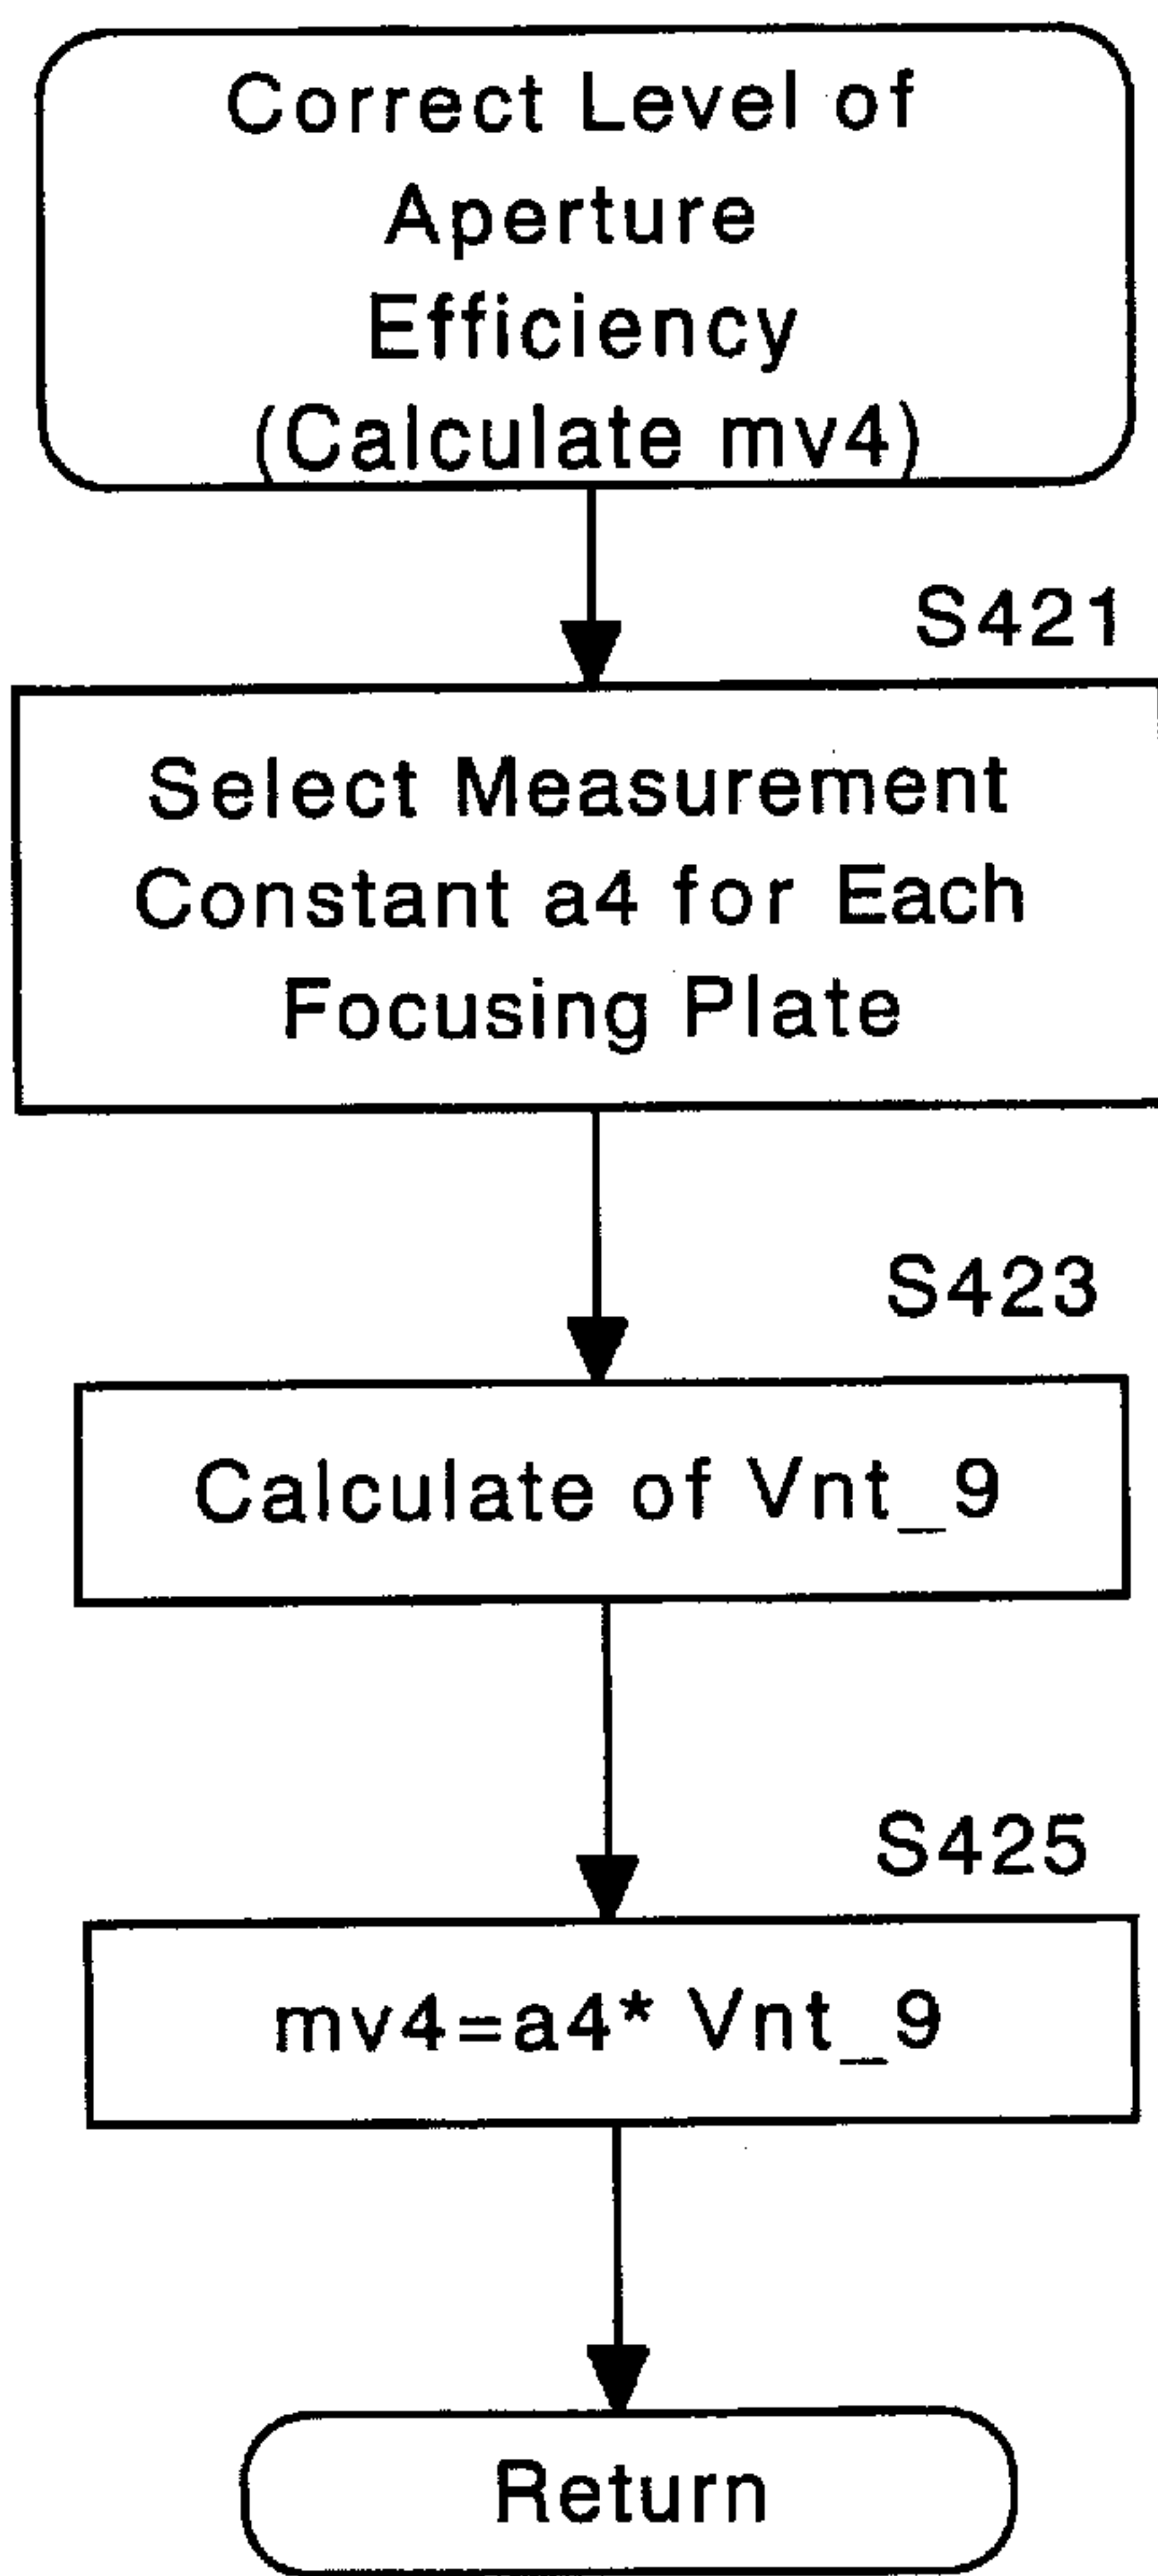 Correct Level of
Aperture
Efficiency
(Calculate mv4)
S421
Select Measurement
Constant a4 for Each
Focusing Plate
S423
Calculate of Vnt_9
S425
mv4=a4* Vnt_9
Return